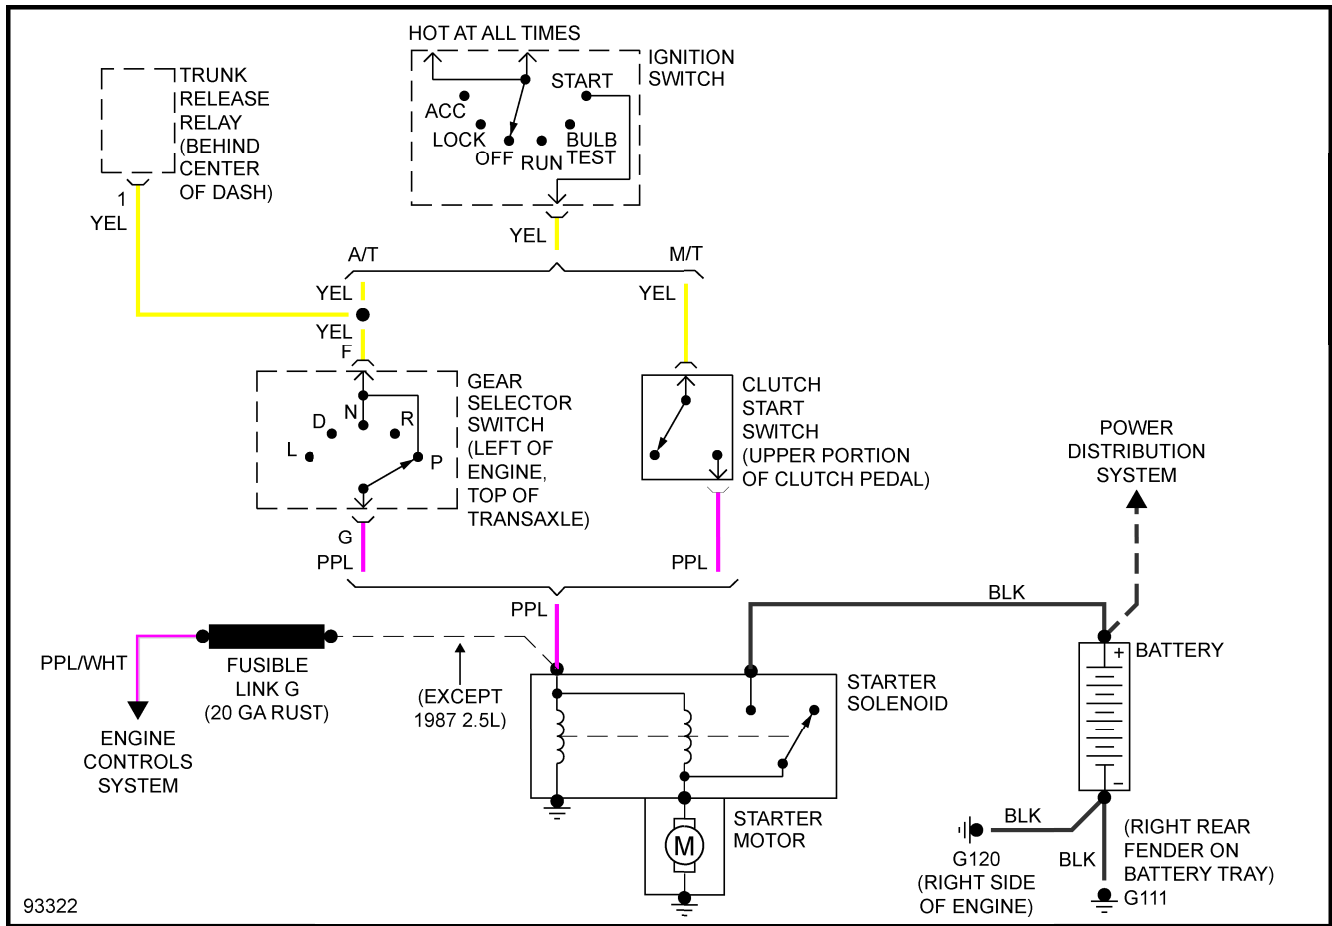 HOT AT ALL TIMES
IGNITION
SWITCH
START
ACC
LOCK
OFF
RUN
BULB
TEST
TRUNK
RELEASE
RELAY
(BEHIND
CENTER
OF DASH)
1
YEL
YEL
A/T
M/T
YEL
YEL
YEL
F
GEAR
SELECTOR
SWITCH
(LEFT OF
ENGINE,
TOP OF
TRANSAXLE)
N
D
R
L
P
G
PPL
CLUTCH
START
SWITCH
(UPPER PORTION
OF CLUTCH PEDAL)
PPL
POWER
DISTRIBUTION
SYSTEM
PPL
BLK
PPL/WHT
FUSIBLE
LINK G
(20 GA RUST)
(EXCEPT
1987 2.5L)
ENGINE
CONTROLS
SYSTEM
STARTER
SOLENOID
+
BATTERY
−
STARTER
MOTOR
M
BLK
G120
(RIGHT SIDE
OF ENGINE)
BLK
(RIGHT REAR
FENDER ON
BATTERY TRAY)
G111
93322